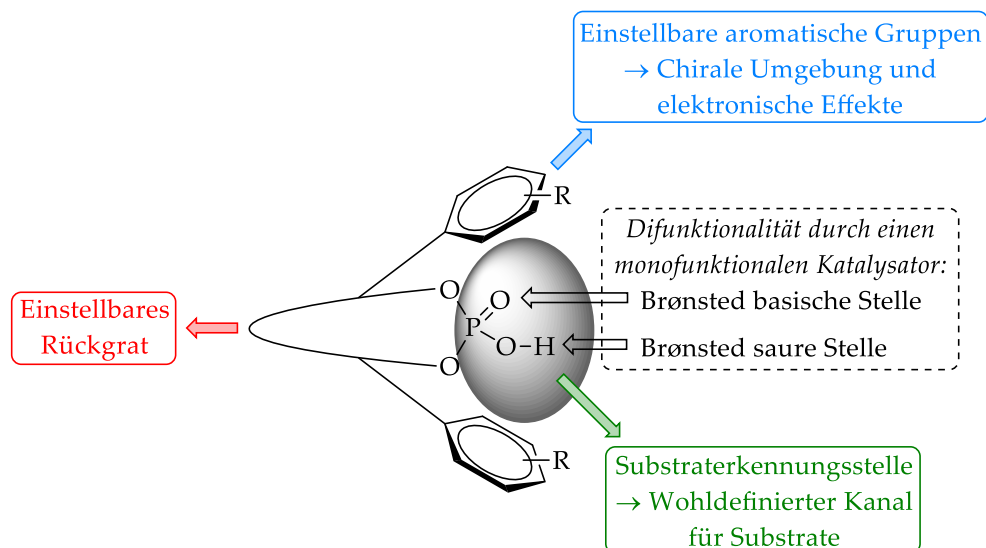 Einstellbare aromatische Gruppen
→ Chirale Umgebung und
elektronische Effekte
R
Difunktionalität durch einen
monofunktionalen Katalysator:
O
O
Brønsted basische Stelle
Einstellbares
Rückgrat
P
O–H
Brønsted saure Stelle
O
R
Substraterkennungsstelle
→ Wohldefinierter Kanal
für Substrate